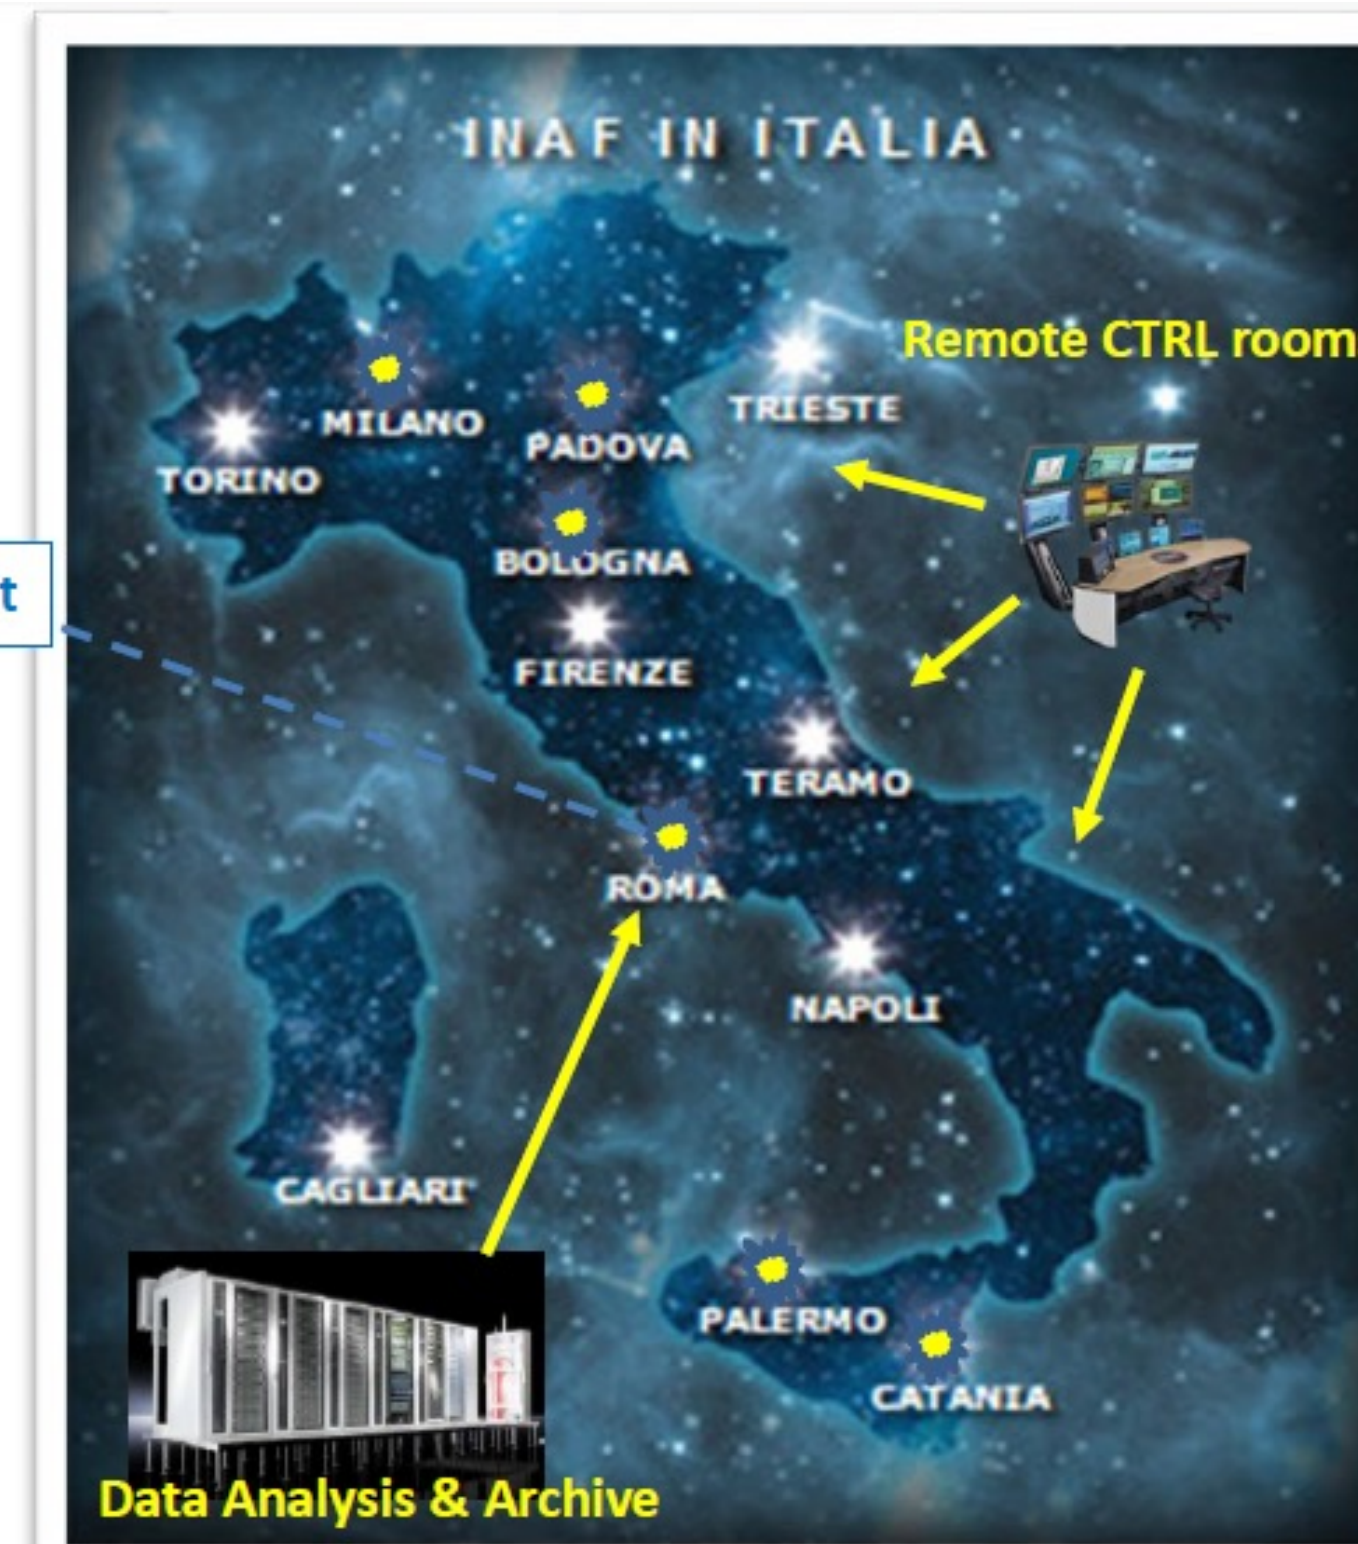 INAF IN ITALIA
Remote CTRL room
MILANO
TRIESTE
PADOVA
TORINO
BOLOGNA
t
FIRENZE
TERAMO
ROMA
NAPOLI
CAGLIARI
PALERMO
CATANIA
Data Analysis & Archive